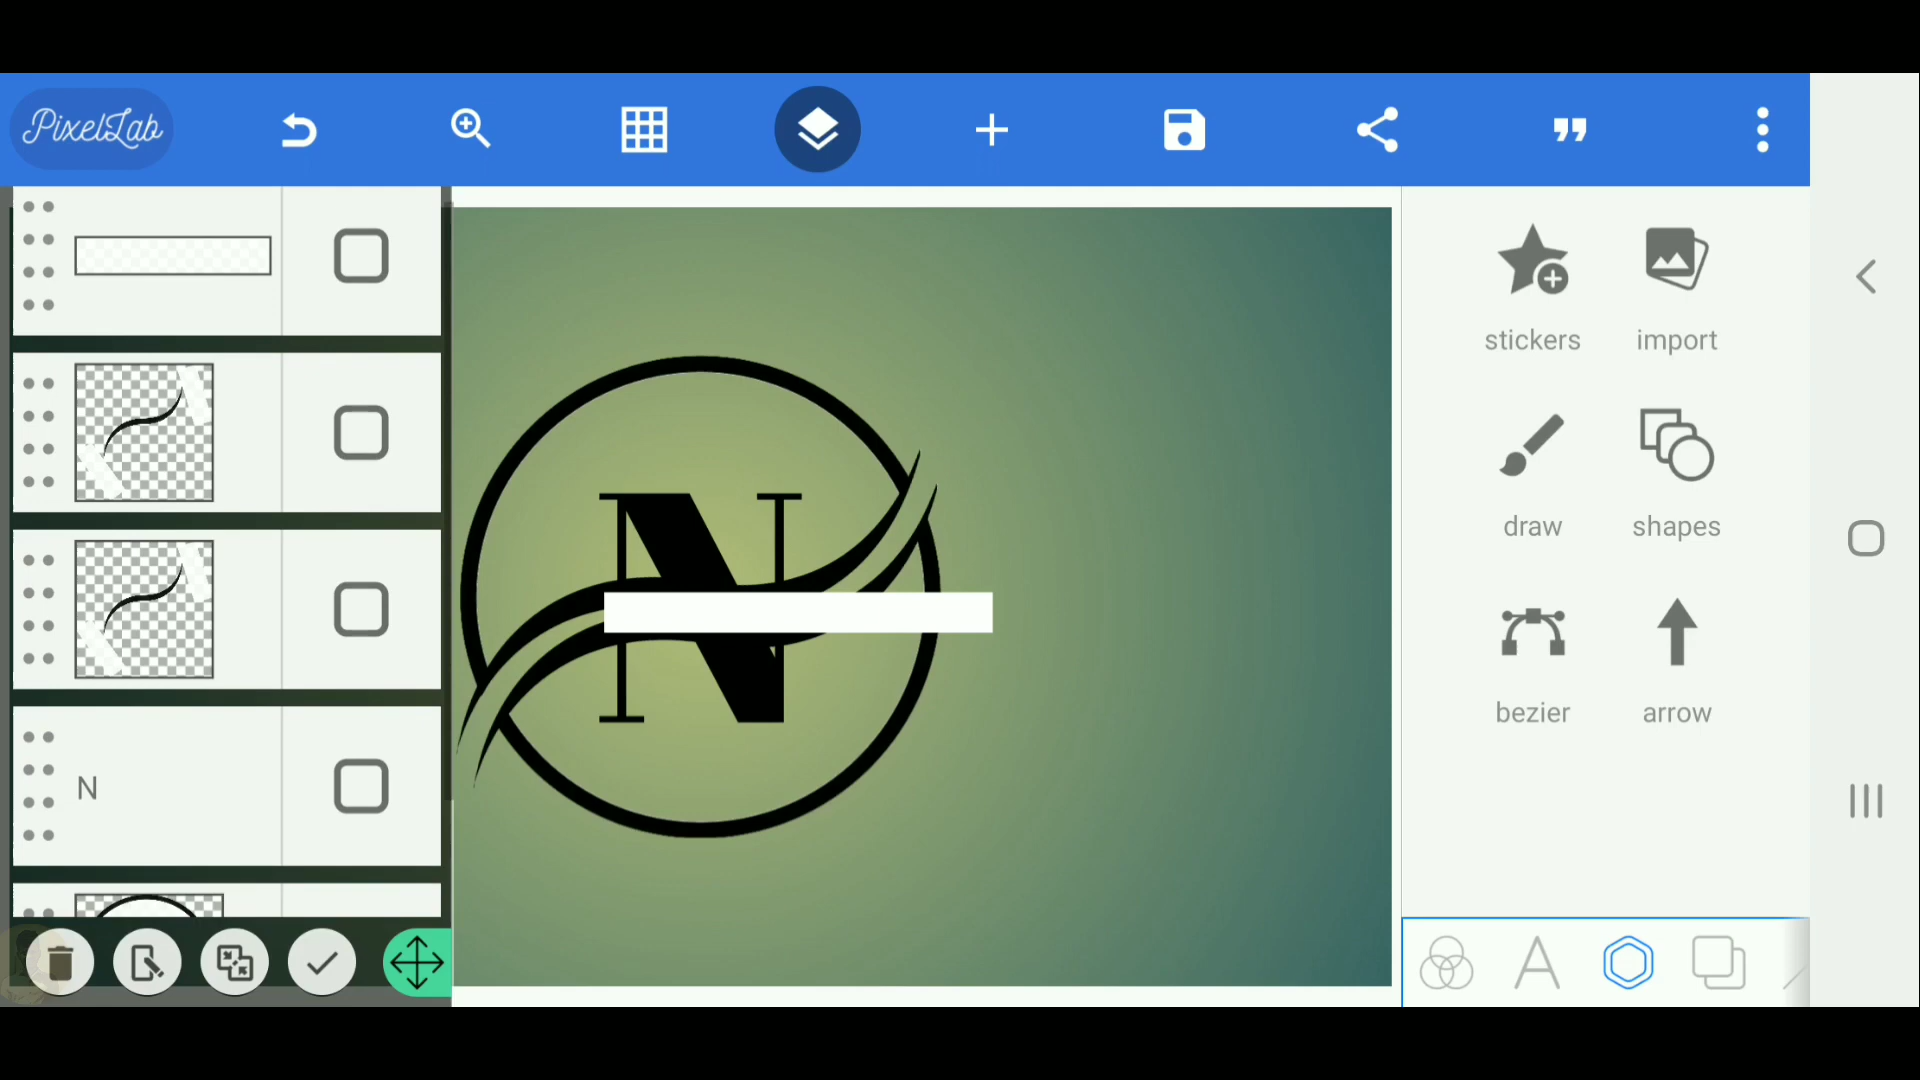 PixelLab
stickers import
draw shapes
N
N
bezier arrow